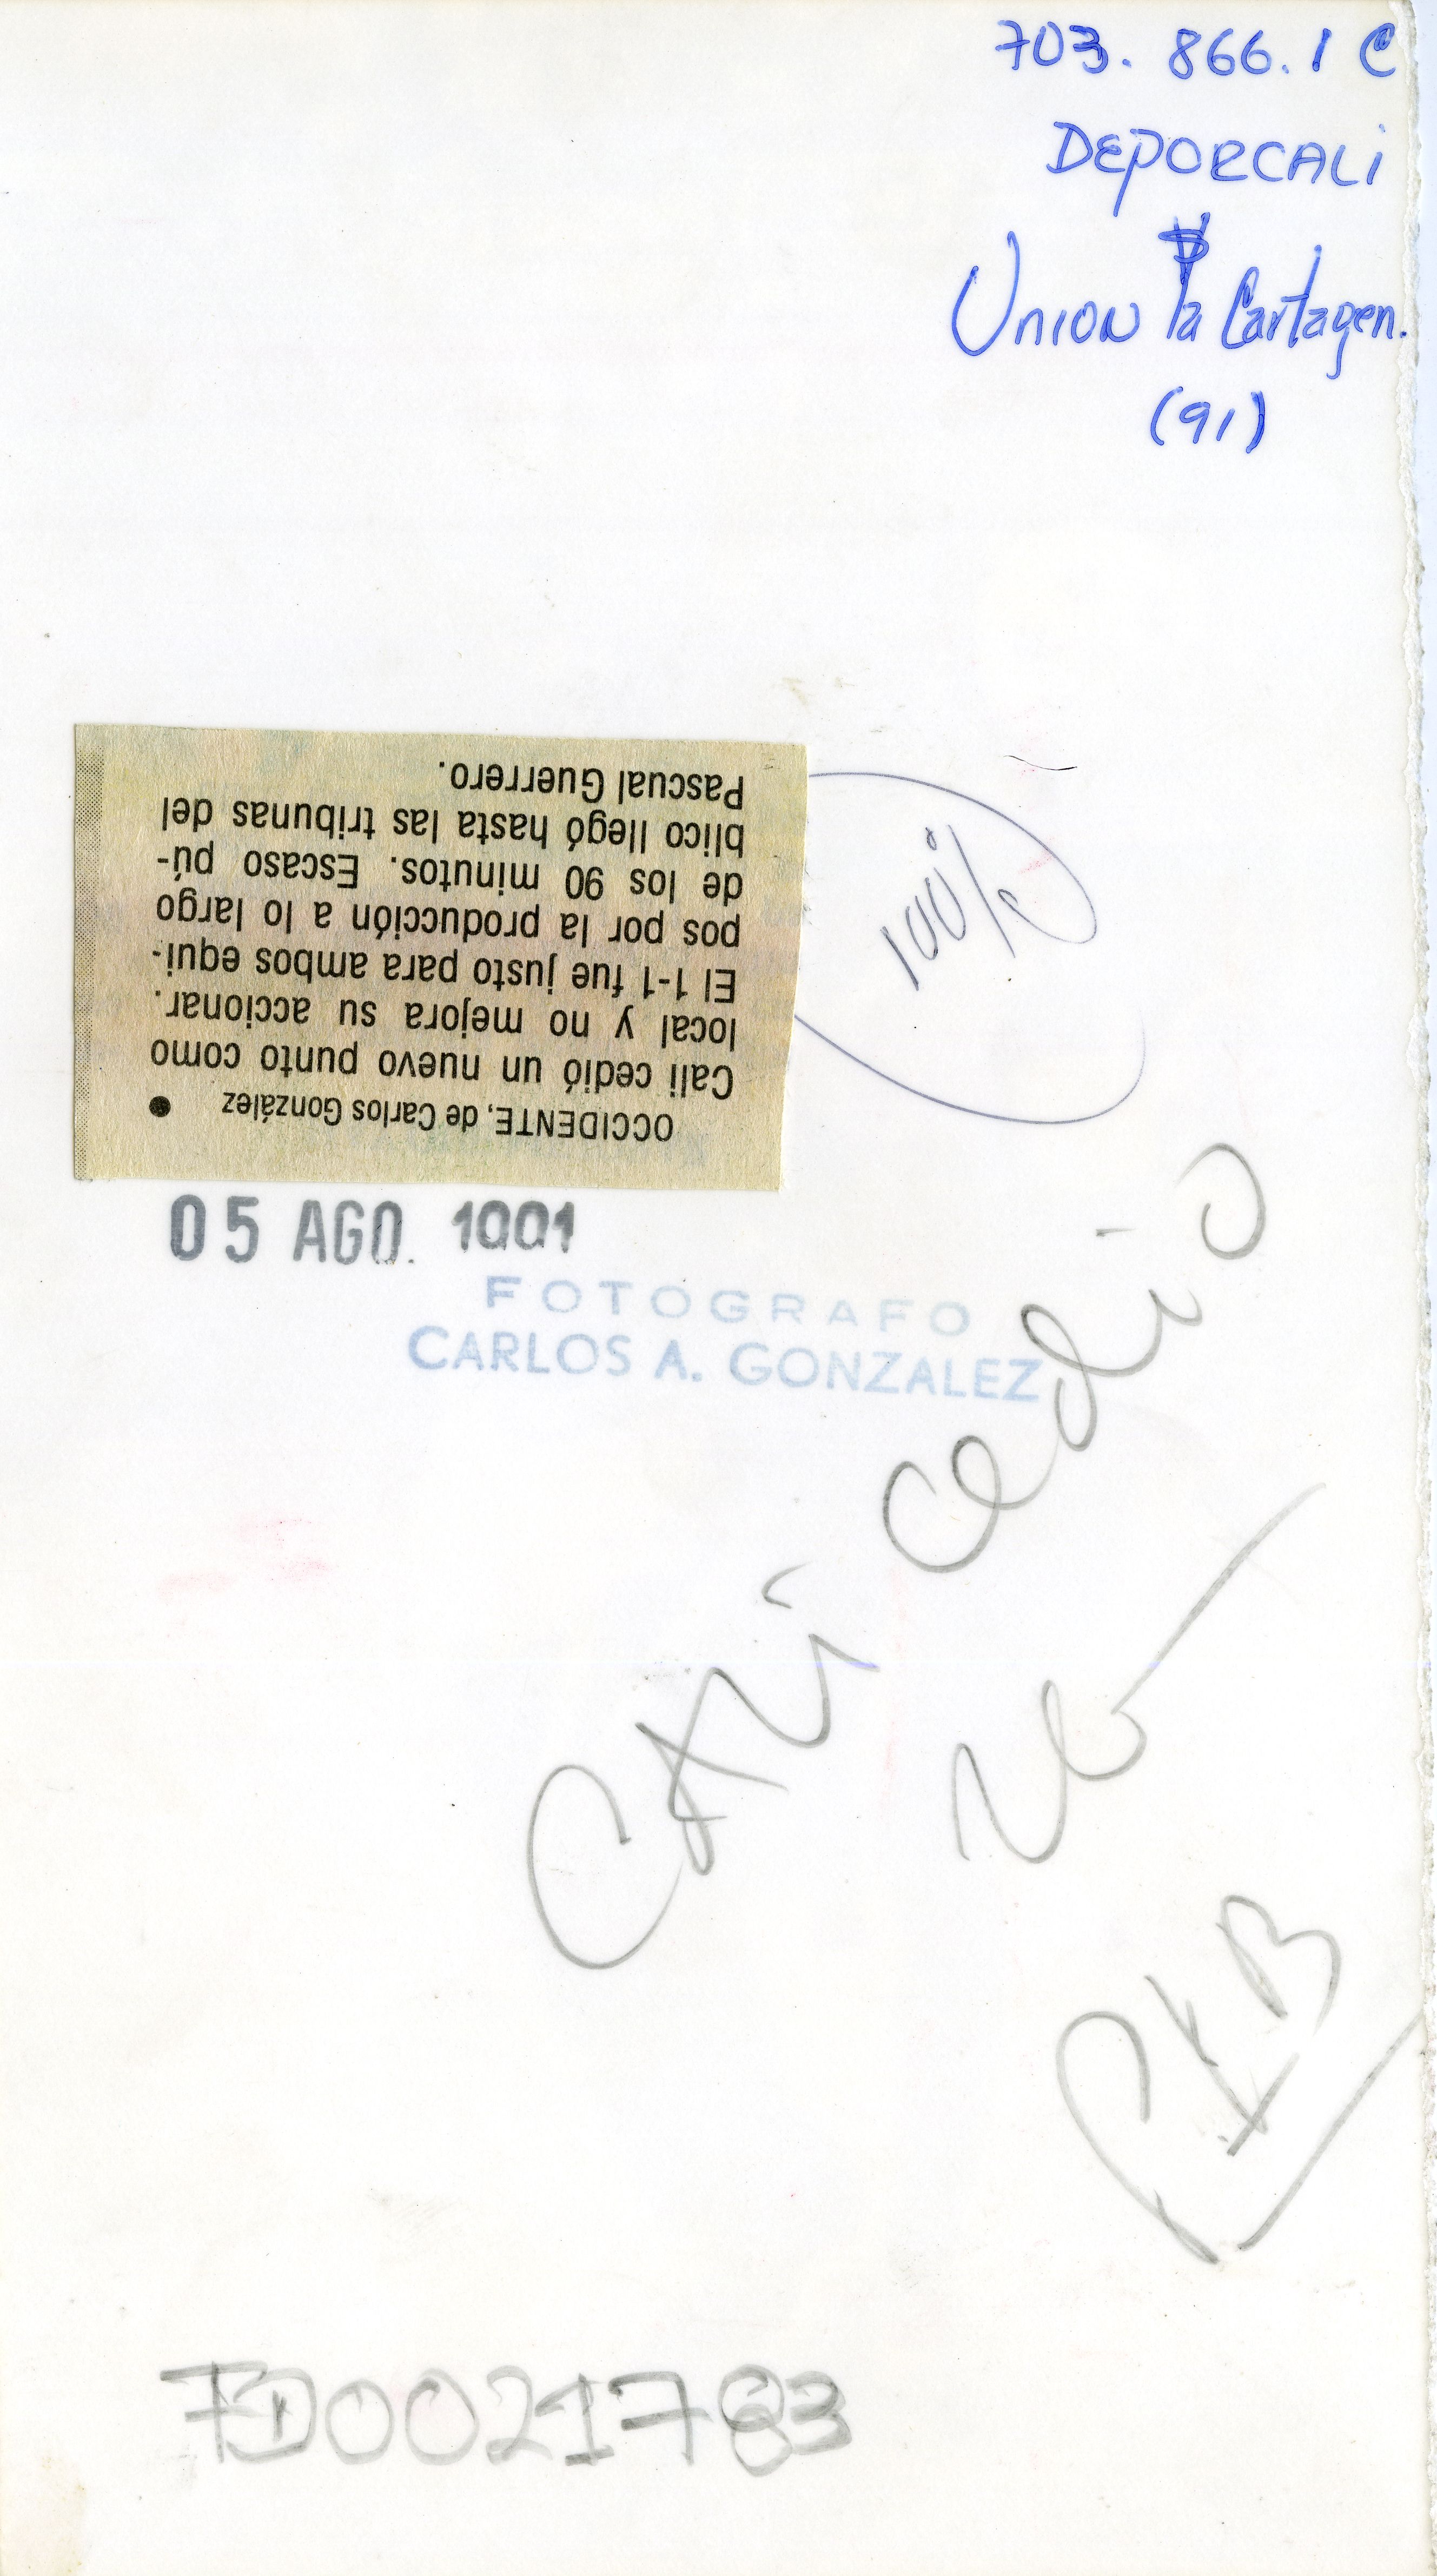 703. 866.1 C
DEPORCALI
Union la Cartagen.
(91)
OCCIDENTE, de Carlos González ●
Cali cedió un nuevo punto como
local y no mejora su accionar.
El 1-1 fue justo para ambos equi-
pos por la producción a lo largo
de los 90 minutos. Escaso pú-
blico llegó hasta las tribunas del
Pascual Guerrero.
100%
05 AGO. 1991
FOTOGRAFO
CARLOS A. GONZALEZ
CALi cedio